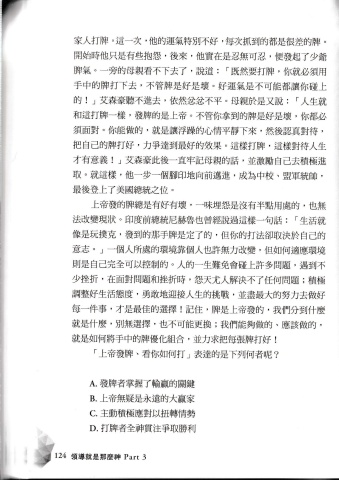 家人打牌。這一次，他的運氣特別不好，每次抓到的都是很差的牌。
開始時他只是有些抱怨，後來，他實在是忍無可忍，便發起了少爺
脾氣。一旁的母親看不下去了，說道：「既然要打牌，你就必須用
手中的牌打下去，不管牌是好是壞。好運氣是不可能都讓你碰上
的！」艾森豪聽不進去，依然忿忿不平。母親於是又說：「人生就
和這打牌一樣，發牌的是上帝。不管你拿到的牌是好是壞，你都必
須面對。你能做的，就是讓浮躁的心情平靜下來，然後認真對待，
把自己的牌打好，力爭達到最好的效果。這樣打牌，這樣對待人生
才有意義！」艾森豪此後一直牢記母親的話，並激勵自己去積極進
取。就這樣，他一步一個腳印地向前邁進，成為中校、盟軍統帥，
最後登上了美國總統之位。
上帝發的牌總是有好有壞，一味埋怨是沒有半點用處的，也無
法改變現狀。印度前總統尼赫魯也曾經說過這樣一句話：「生活就
像是玩撲克，發到的那手牌是定了的，但你的打法卻取決於自己的
意志。」一個人所處的環境靠個人也許無力改變，但如何適應環境
則是自己完全可以控制的。人的一生難免會碰上許多問題，遇到不
少挫折，在面對問題和挫折時，怨天尤人解決不了任何問題；積極
調整好生活態度，勇敢地迎接人生的挑戰，並盡最大的努力去做好
每一件事，才是最佳的選擇！記住，牌是上帝發的，我們分到什麼
就是什麼，別無選擇，也不可能更換；我們能夠做的、應該做的，
就是如何將手中的牌優化組合，並力求把每張牌打好！
「上帝發牌、看你如何打」表達的是下列何者呢？
A. 發牌者掌握了輸贏的關鍵
B. 上帝無疑是永遠的大贏家
C. 主動積極應對以扭轉情勢
D. 打牌者全神貫注爭取勝利
124 領導就是那麼神 Part 3